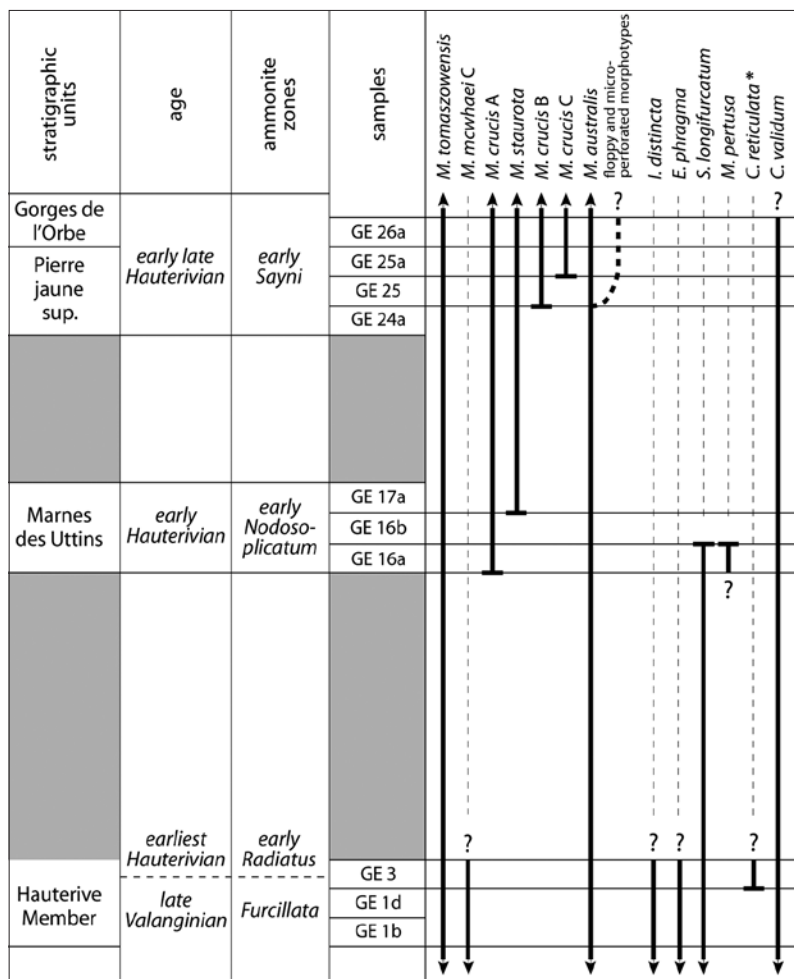 stratigraphic
units
age
ammonite
zones
samples
M. tomaszowensis
M. mcwhaei C
M. crucis A
M. staurota
M. crucis B
M. crucis C
M. australis
floppy and micro-
perforated morphotypes
I. distincta
E. phragma
S. longifurcatum
M. pertusa
C. reticulata *
C. validum
? ?
Gorges de
l'Orbe
Pierre
jaune
sup.
early late
Hauterivian
early
Sayni
GE 26a
GE 25a
GE 25
GE 24a
Marnes
des Uttins
early
Hauterivian
early
Nodoso-
plicatum
GE 17a
GE 16b
GE 16a
?
earliest
Hauterivian
early
Radiatus
? ? ? ?
Hauterive
Member
late
Valanginian
Furcillata
GE 3
GE 1d
GE 1b